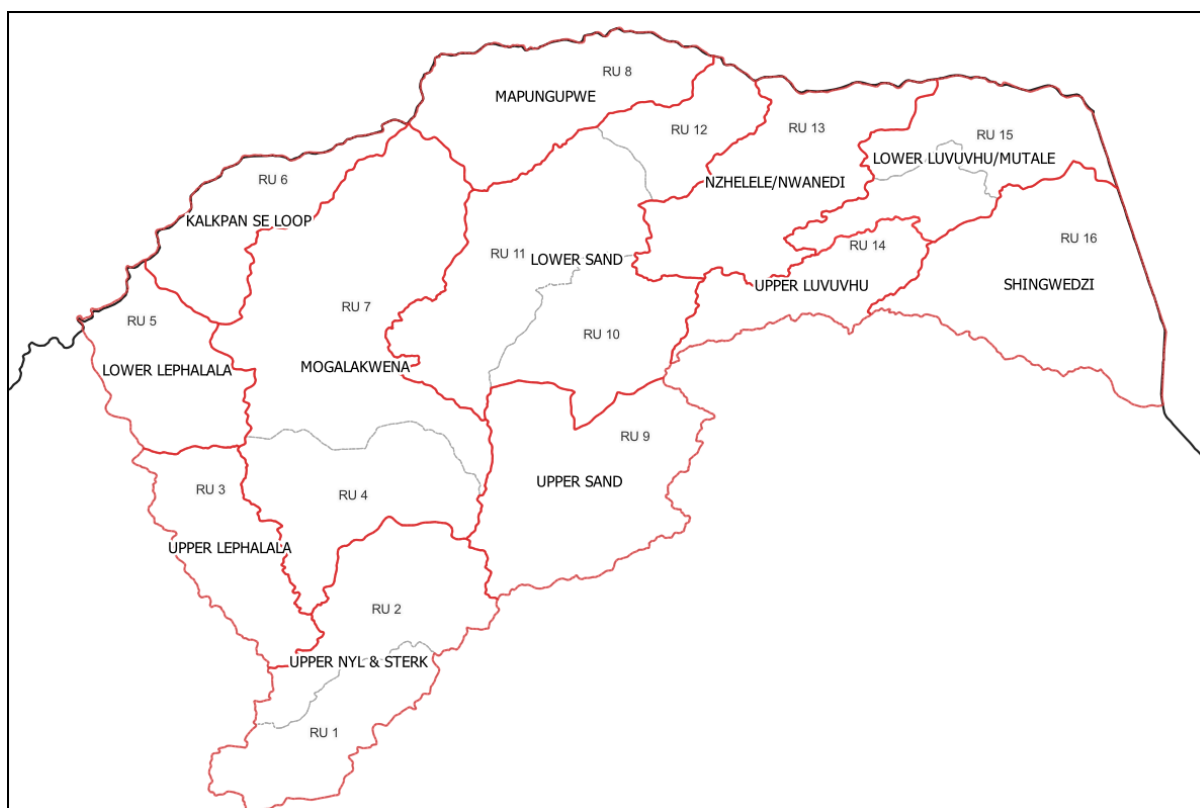 RU 8
MAPUNGUPWE
RU 12
RU 13
RU 15
LOWER LUVUVHU/MUTALE
RU 6
NZHELELE/NWANEDI
KALKPAN SE LOOP
RU 16
RU 14
RU 11
LOWER SAND
UPPER LUVUVHU
SHINGWEDZI
RU 7
RU 5
RU 10
MOGALAKWENA
LOWER LEPHALALA
RU 9
UPPER SAND
RU 3
RU 4
UPPER LEPHALALA
RU 2
UPPER NYL & STERK
RU 1